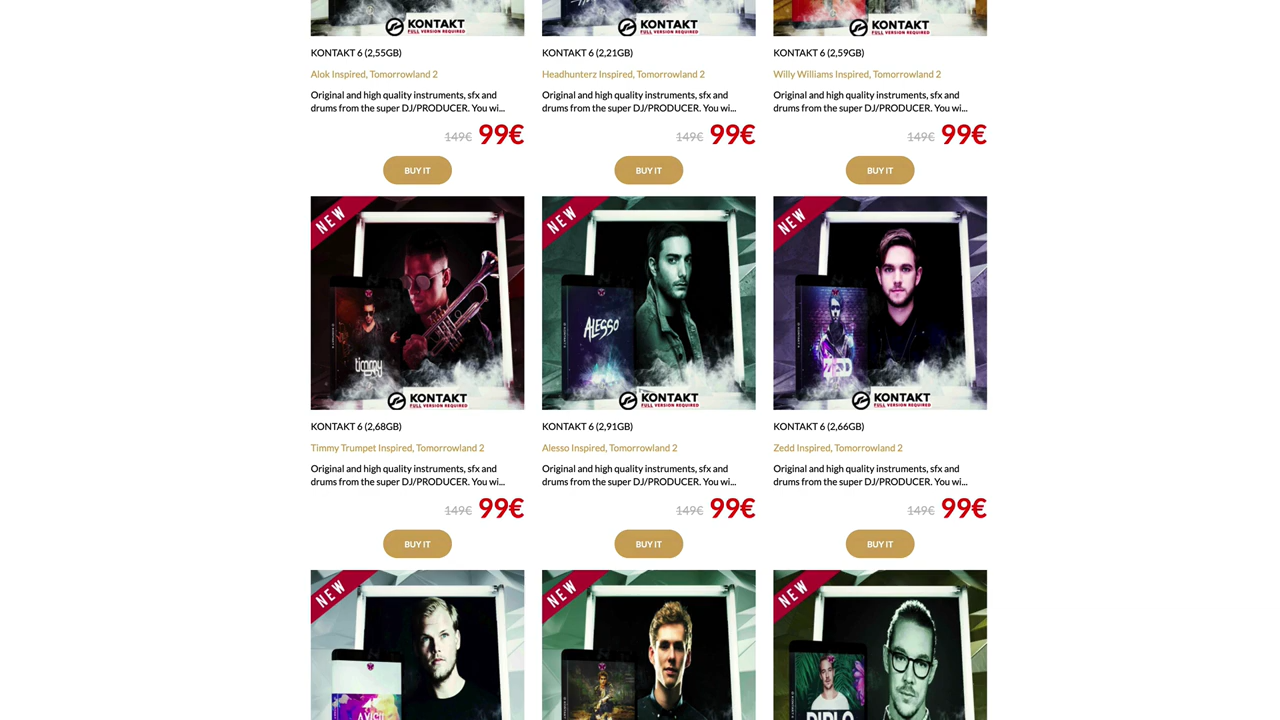 KONTAKT
FULL VERSION REQUIRED
KONTAKT
FULL VERSION REQUIRED
KONTAKT
FULL VERSION REQUIRED
KONTAKT 6 (2,55GB)
Alok Inspired, Tomorrowland 2
Original and high quality instruments, sfx and
drums from the super DJ/PRODUCER. You wi...
149€ 99€
BUY IT
KONTAKT 6 (2,21GB)
Headhunterz Inspired, Tomorrowland 2
Original and high quality instruments, sfx and
drums from the super DJ/PRODUCER. You wi...
149€ 99€
BUY IT
KONTAKT 6 (2,59GB)
Willy Williams Inspired, Tomorrowland 2
Original and high quality instruments, sfx and
drums from the super DJ/PRODUCER. You wi...
149€ 99€
BUY IT
NEW
timmy
KONTAKT
FULL VERSION REQUIRED
KONTAKT 6 (2,68GB)
Timmy Trumpet Inspired, Tomorrowland 2
Original and high quality instruments, sfx and
drums from the super DJ/PRODUCER. You wi...
149€ 99€
BUY IT
NEW
ALESSO
KONTAKT
FULL VERSION REQUIRED
KONTAKT 6 (2,91GB)
Alesso Inspired, Tomorrowland 2
Original and high quality instruments, sfx and
drums from the super DJ/PRODUCER. You wi...
149€ 99€
BUY IT
NEW
KONTAKT
FULL VERSION REQUIRED
KONTAKT 6 (2,66GB)
Zedd Inspired, Tomorrowland 2
Original and high quality instruments, sfx and
drums from the super DJ/PRODUCER. You wi...
149€ 99€
BUY IT
NEW
NEW
NEW
DIPLO